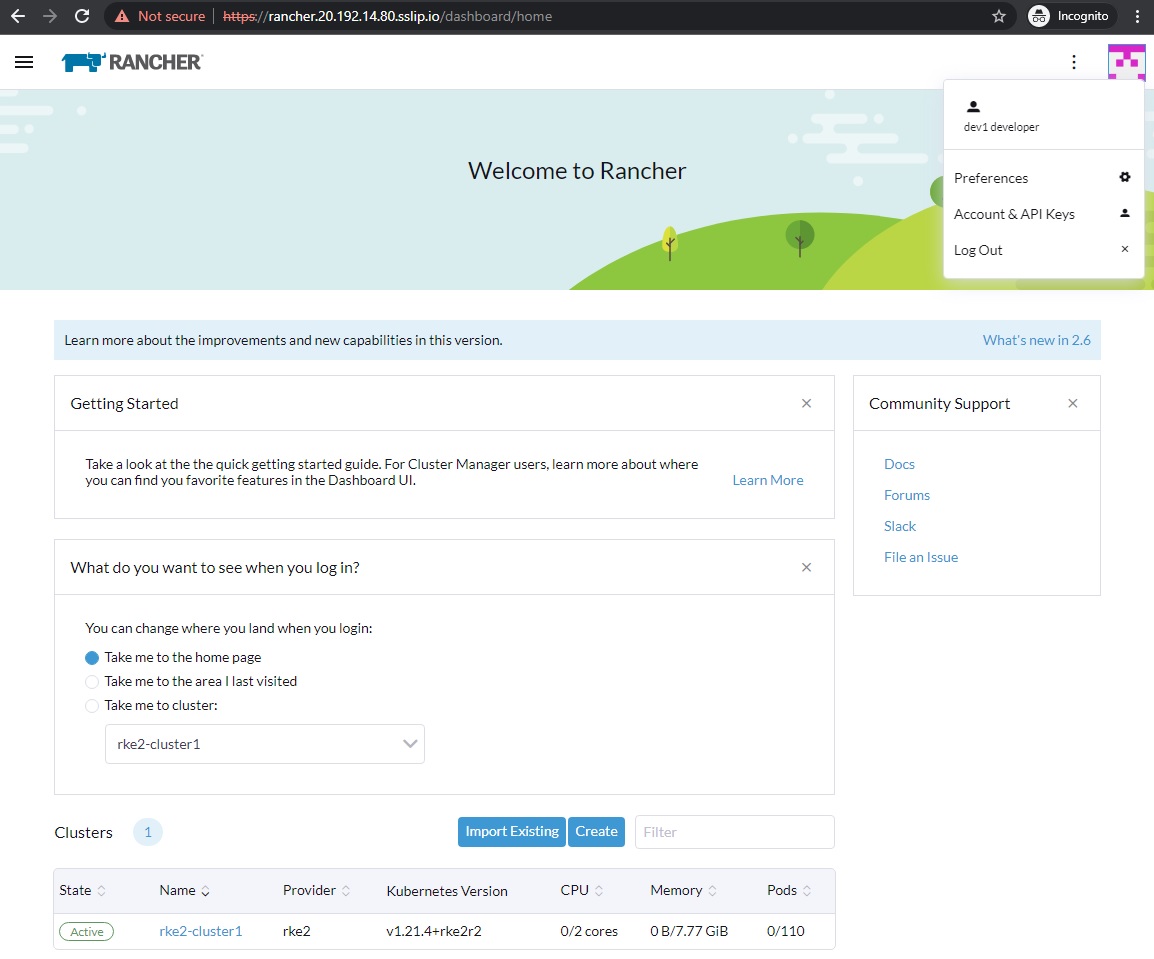 Not secure | https://rancher.20.192.14.80.sslip.io/dashboard/home
Incognito
RANCHER
dev1 developer
Preferences
Account & API Keys
Log Out
Welcome to Rancher
Learn more about the improvements and new capabilities in this version.
What's new in 2.6
Getting Started
Take a look at the the quick getting started guide. For Cluster Manager users, learn more about where
you can find you favorite features in the Dashboard UI.
Learn More
Community Support
Docs
Forums
Slack
File an Issue
What do you want to see when you log in?
You can change where you land when you login:
Take me to the home page
Take me to the area I last visited
Take me to cluster:
rke2-cluster1
Clusters 1
Import Existing Create Filter
State Name Provider Kubernetes Version CPU Memory Pods
Active rke2-cluster1 rke2 v1.21.4+rke2r2 0/2 cores 0 B/7.77 GiB 0/110